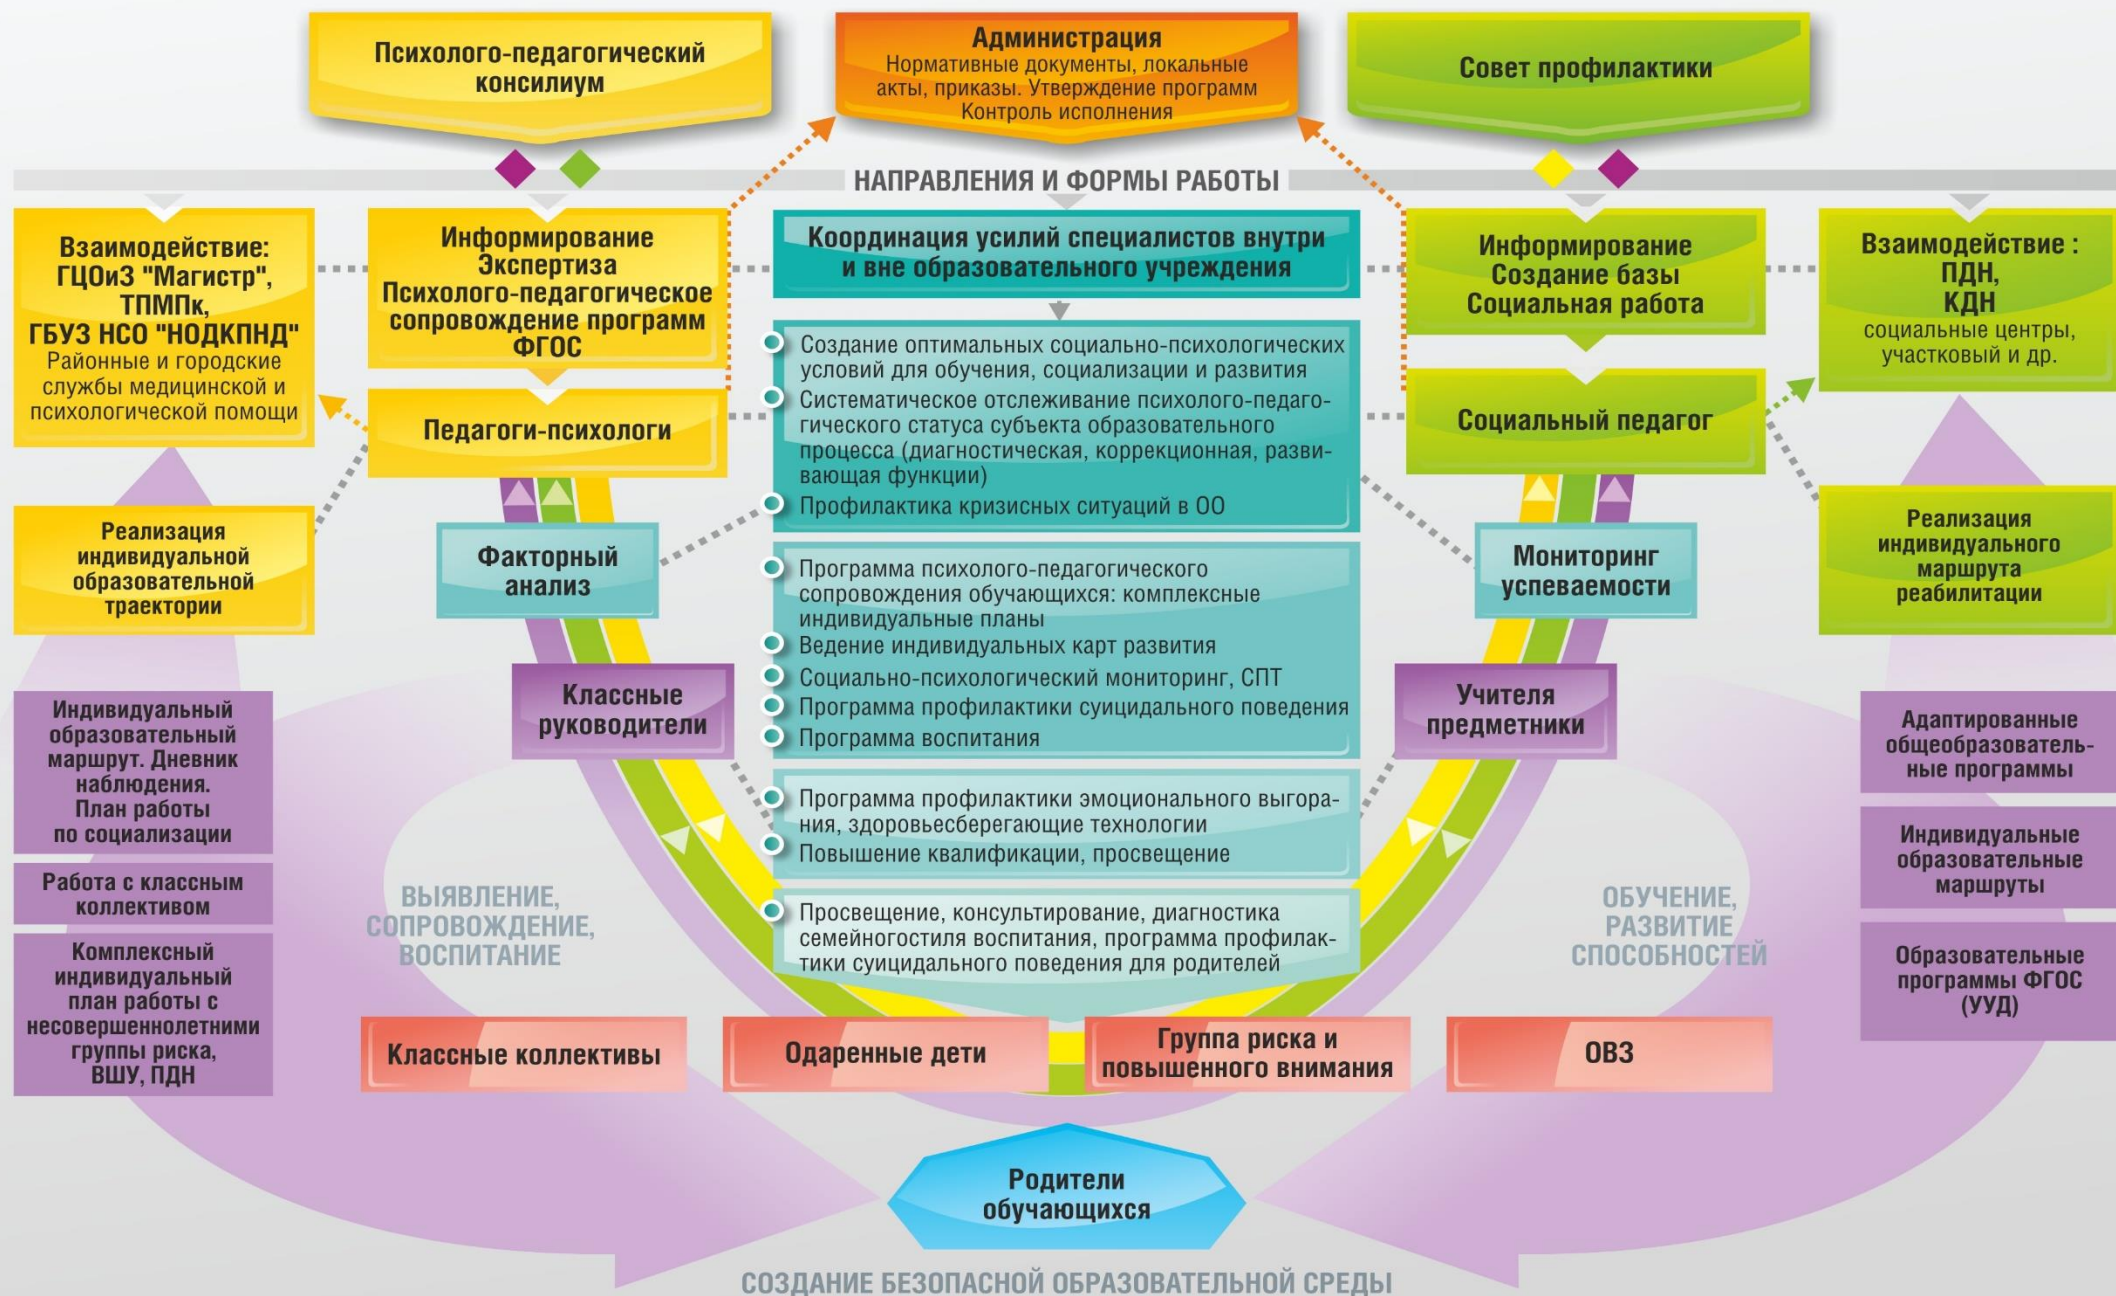 Психолого-педагогический
консилиум
Администрация
Нормативные документы, локальные
акты, приказы. Утверждение программ
Контроль исполнения
Совет профилактики
НАПРАВЛЕНИЯ И ФОРМЫ РАБОТЫ
Взаимодействие:
ГЦОиЗ "Магистр",
ТПМПк,
ГБУЗ НСО "НОДКПНД"
Районные и городские
службы медицинской и
психологической помощи
Информирование
Экспертиза
Психолого-педагогическое
сопровождение программ
ФГОС
Координация усилий специалистов внутри
и вне образовательного учреждения
Информирование
Создание базы
Социальная работа
Взаимодействие :
ПДН,
КДН
социальные центры,
участковый и др.
Педагоги-психологи
Создание оптимальных социально-психологических
условий для обучения, социализации и развития
Систематическое отслеживание психолого-педаго-
гического статуса субъекта образовательного
процесса (диагностическая, коррекционная, разви-
вающая функции)
Профилактика кризисных ситуаций в ОО
Социальный педагог
Реализация
индивидуальной
образовательной
траектории
Факторный
анализ
Программа психолого-педагогического
сопровождения обучающихся: комплексные
индивидуальные планы
Ведение индивидуальных карт развития
Социально-психологический мониторинг, СПТ
Программа профилактики суицидального поведения
Программа воспитания
Мониторинг
успеваемости
Реализация
индивидуального
маршрута
реабилитации
Классные
руководители
Учителя
предметники
Индивидуальный
образовательный
маршрут. Дневник
наблюдения.
План работы
по социализации
Работа с классным
коллективом
Комплексный
индивидуальный
план работы с
несовершеннолетними
группы риска,
ВШУ, ПДН
ВЫЯВЛЕНИЕ,
СОПРОВОЖДЕНИЕ,
ВОСПИТАНИЕ
Программа профилактики эмоционального выгора-
ния, здоровьесберегающие технологии
Повышение квалификации, просвещение
Просвещение, консультирование, диагностика
семейногостиля воспитания, программа профилак-
тики суицидального поведения для родителей
ОБУЧЕНИЕ,
РАЗВИТИЕ
СПОСОБНОСТЕЙ
Адаптированные
общеобразователь-
ные программы
Индивидуальные
образовательные
маршруты
Образовательные
программы ФГОС
(УУД)
Классные коллективы
Одаренные дети
Группа риска и
повышенного внимания
ОВЗ
Родители
обучающихся
СОЗДАНИЕ БЕЗОПАСНОЙ ОБРАЗОВАТЕЛЬНОЙ СРЕДЫ